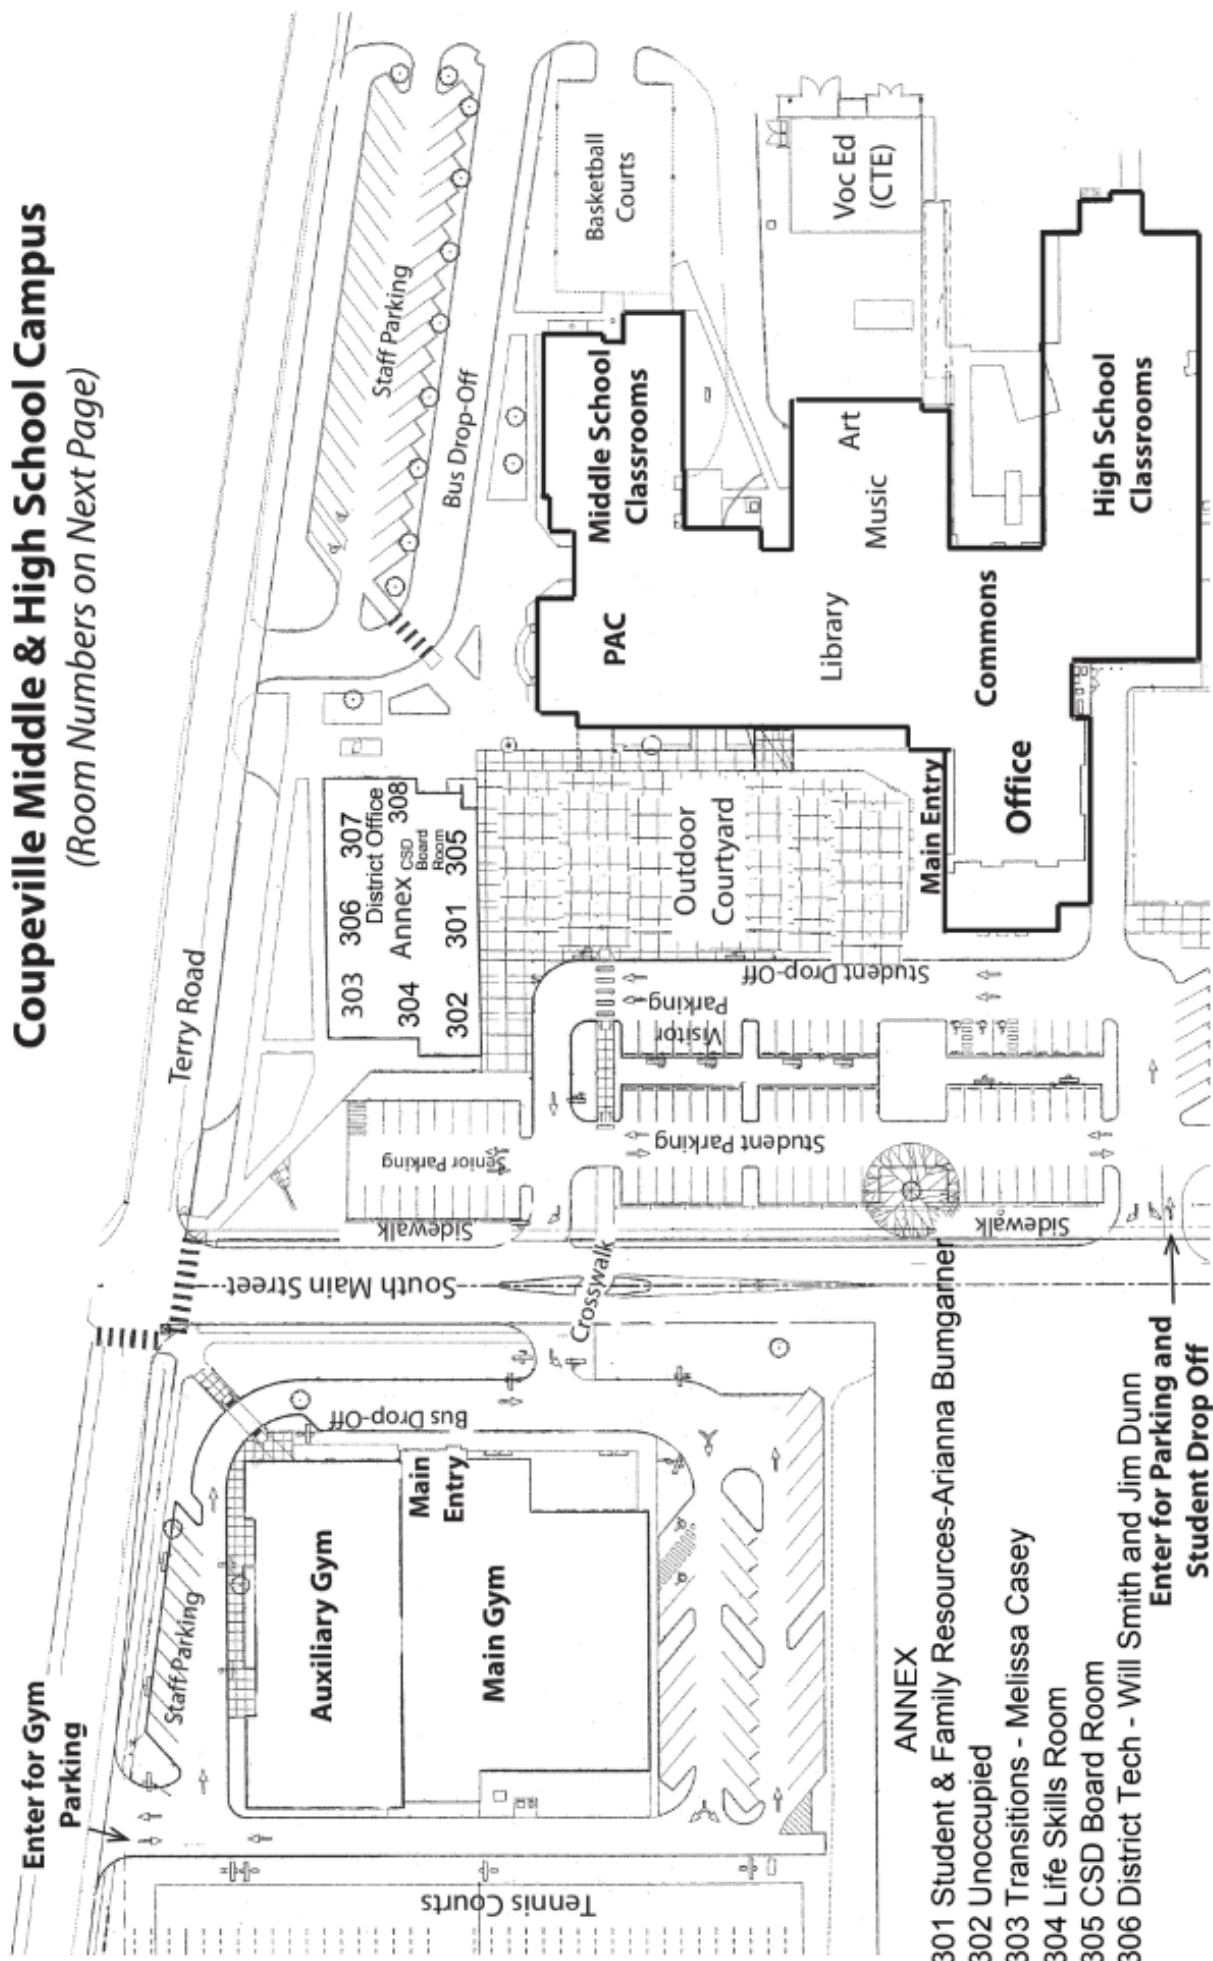 Coupeville Middle & High School Campus
(Room Numbers on Next Page)
Enter for Gym
Parking
Terry Road
Staff Parking
Bus Drop-Off
Basketball
Courts
Voc Ed
(CTE)
Middle School
Classrooms
PAC
Library
Music
Art
High School
Classrooms
Commons
Office
Main Entry
Outdoor
Courtyard
303
306
307
District Office
304
Annex
CSD
Board
Room
308
302
301
305
Student Drop-Off
Visitor
Parking
Student Parking
Senior Parking
Sidewalk
Sidewalk
South Main Street
Crosswalk
Staff Parking
Bus Drop-Off
Auxiliary Gym
Main
Entry
Main Gym
Tennis Courts
Enter for Parking and
Student Drop Off
ANNEX
301 Student & Family Resources-Arianna Bumgarner
302 Unoccupied
303 Transitions - Melissa Casey
304 Life Skills Room
305 CSD Board Room
306 District Tech - Will Smith and Jim Dunn